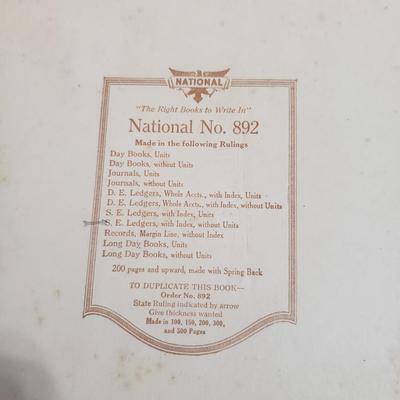 NATIONAL
"The Right Books to Write In"
National No. 892
Made in the following Rulings
Day Books, Units
Day Books, without Units
Journals, Units
Journals, without Units
D. E. Ledgers, Whole Accts., with Index, Units
D. E. Ledgers, Whole Accts., with Index, without Units
S. E. Ledgers, with Index, Units
S. E. Ledgers, with Index, without Units
Records, Margin Line, without Index
Long Day Books, Units
Long Day Books, without Units
200 pages and upward, made with Spring Back
TO DUPLICATE THIS BOOK—
Order No. 892
State Ruling indicated by arrow
Give thickness wanted
Made in 100, 150, 200, 300,
and 500 Pages